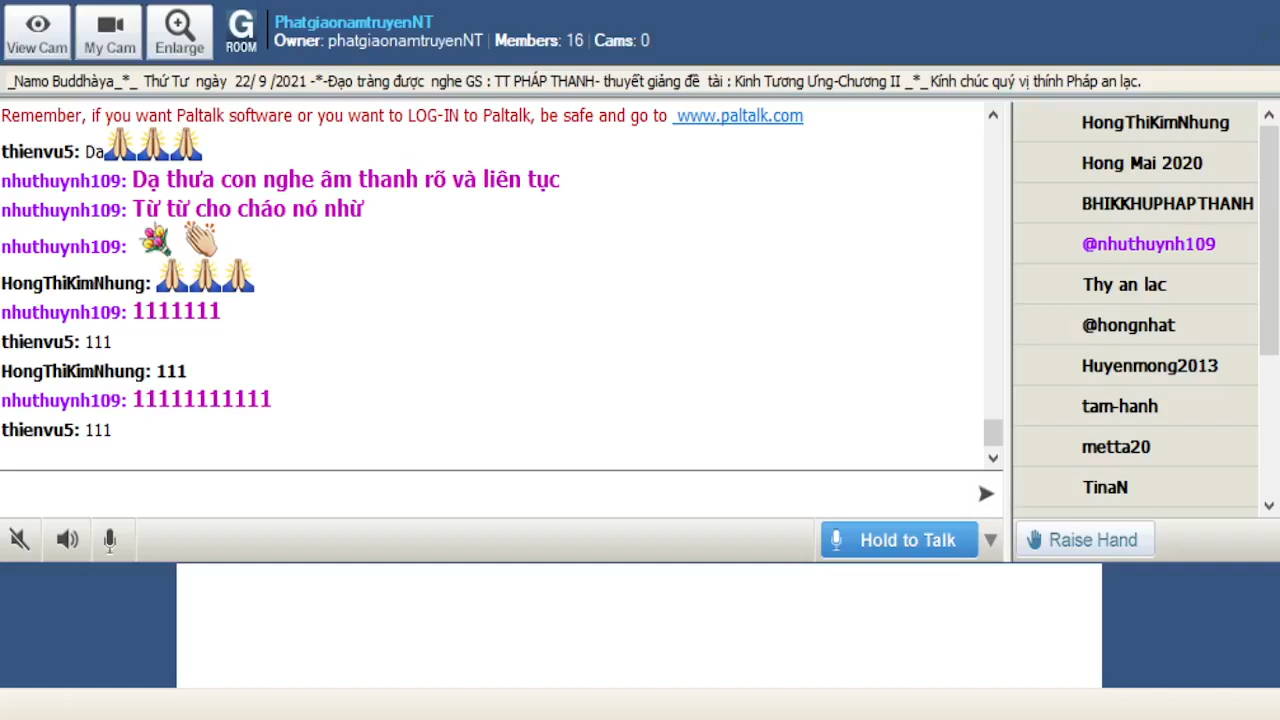 View Cam
My Cam
Enlarge
G
ROOM
PhatgiaonamtruyenNT
Owner: phatgiaonamtruyenNT | Members: 16 | Cams: 0
_Namo Buddhàya_*_ Thứ Tư ngày 22/ 9 /2021 -*-Đạo tràng được nghe GS : TT PHÁP THANH- thuyết giảng đề tài : Kinh Tương Ưng-Chương II _*_Kính chúc quý vị thính Pháp an lạc.
Remember, if you want Paltalk software or you want to LOG-IN to Paltalk, be safe and go to www.paltalk.com
thienvu5: Da
nhuthuynh109: Dạ thưa con nghe âm thanh rõ và liên tục
nhuthuynh109: Từ từ cho cháo nó nhừ
nhuthuynh109:
HongThiKimNhung:
nhuthuynh109: 1111111
thienvu5: 111
HongThiKimNhung: 111
nhuthuynh109: 11111111111
thienvu5: 111
Hold to Talk
HongThiKimNhung
Hong Mai 2020
BHIKKHUPHAPTHANH
@nhuthuynh109
Thy an lac
@hongnhat
Huyenmong2013
tam-hanh
metta20
TinaN
Raise Hand